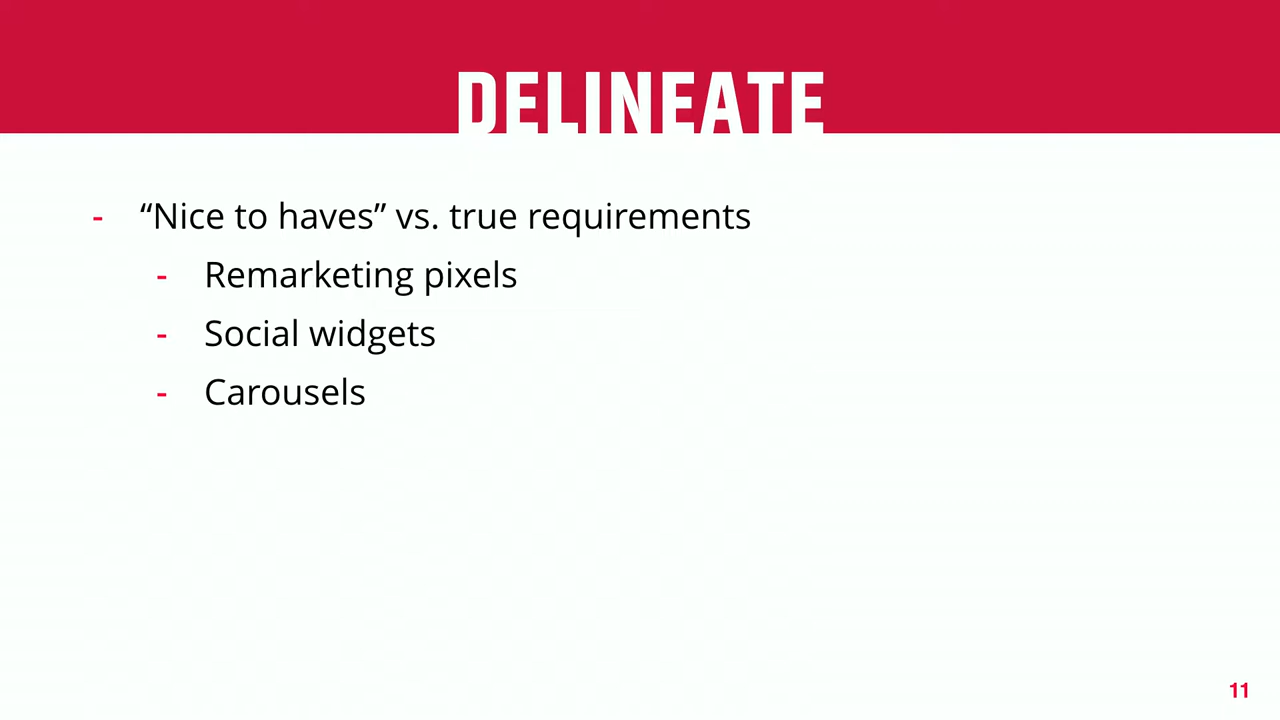 DELINEATE
- “Nice to haves” vs. true requirements
- Remarketing pixels
- Social widgets
- Carousels
11